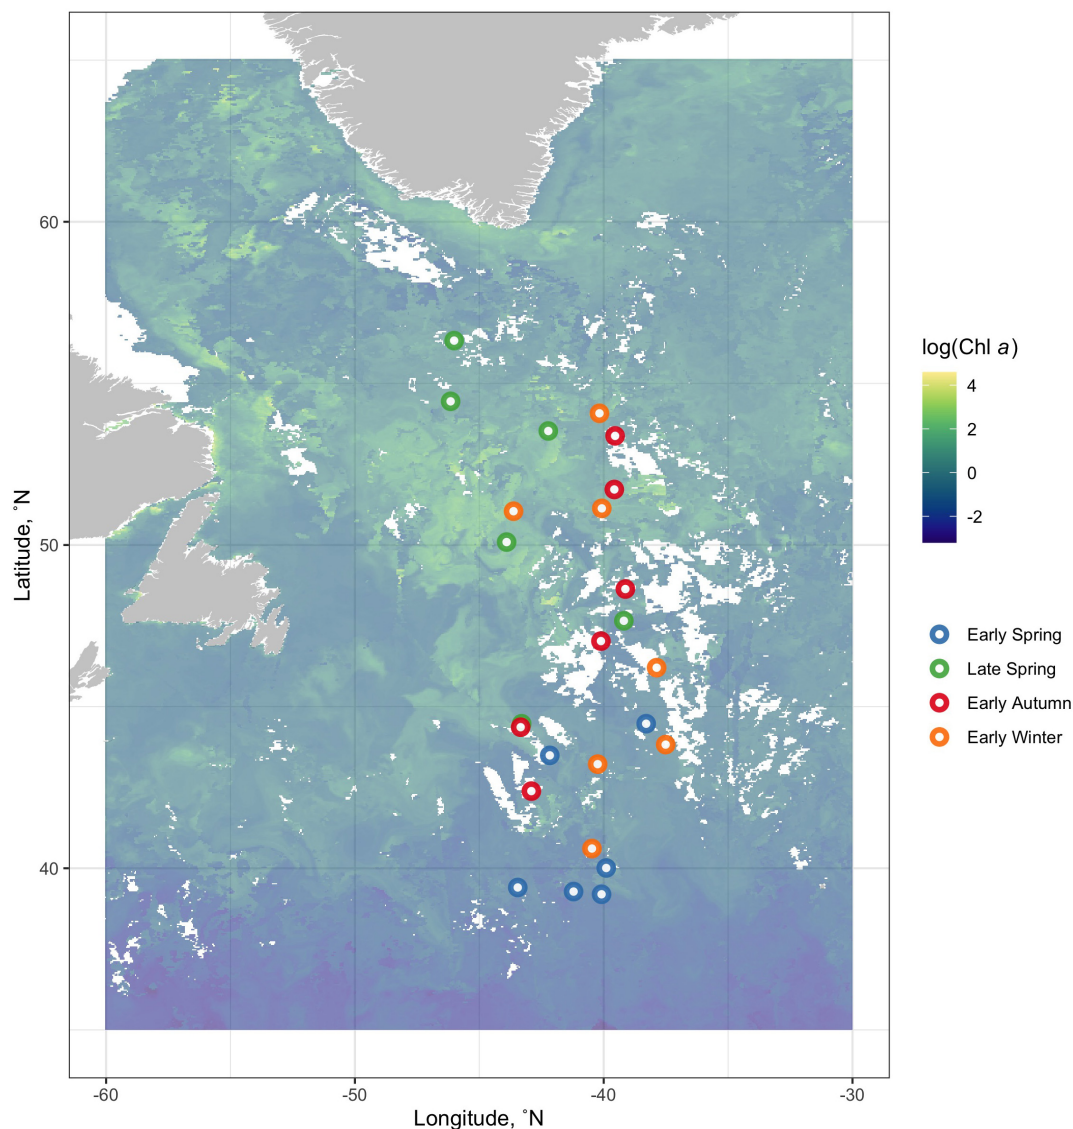 Latitude, ˚N
60
50
40
-60
-50
-40
-30
Longitude, ˚N
log(Chl a)
4
2
0
-2
Early Spring
Late Spring
Early Autumn
Early Winter